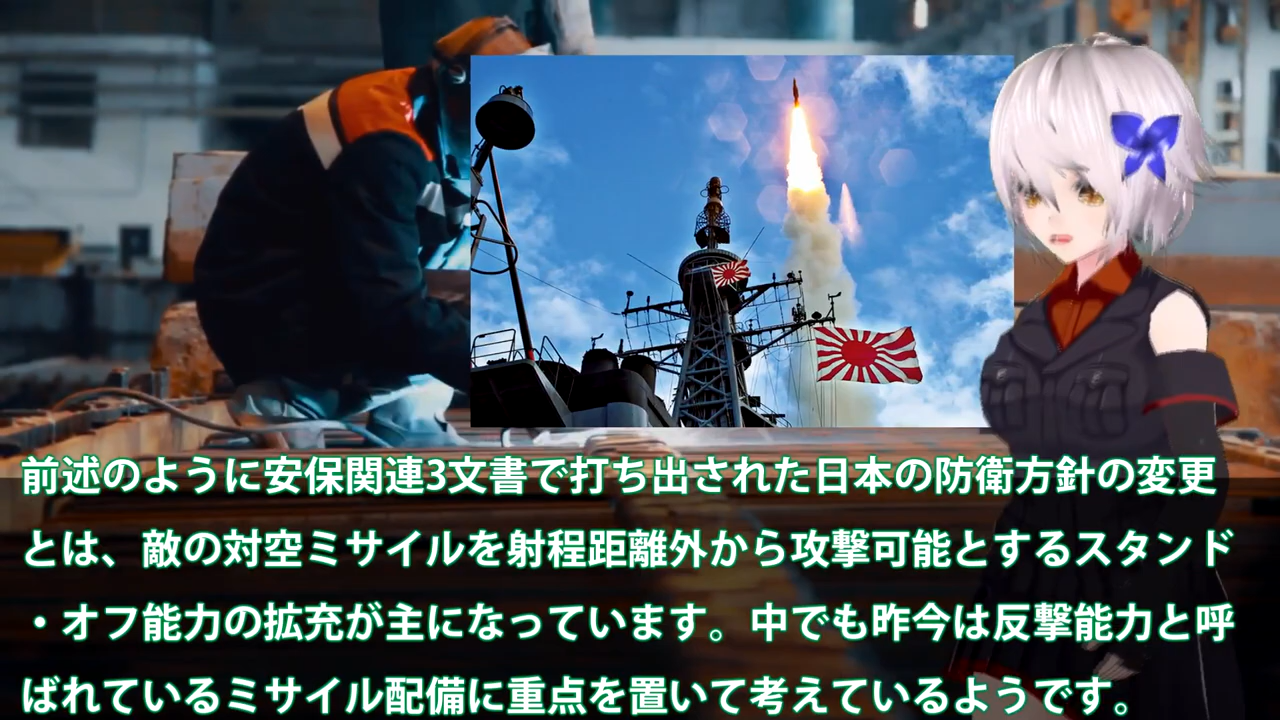 前述のように安保関連3文書で打ち出された日本の防衛方針の変更
とは、敵の対空ミサイルを射程距離外から攻撃可能とするスタンド
・オフ能力の拡充が主になっています。中でも昨今は反撃能力と呼
ばれているミサイル配備に重点を置いて考えているようです。